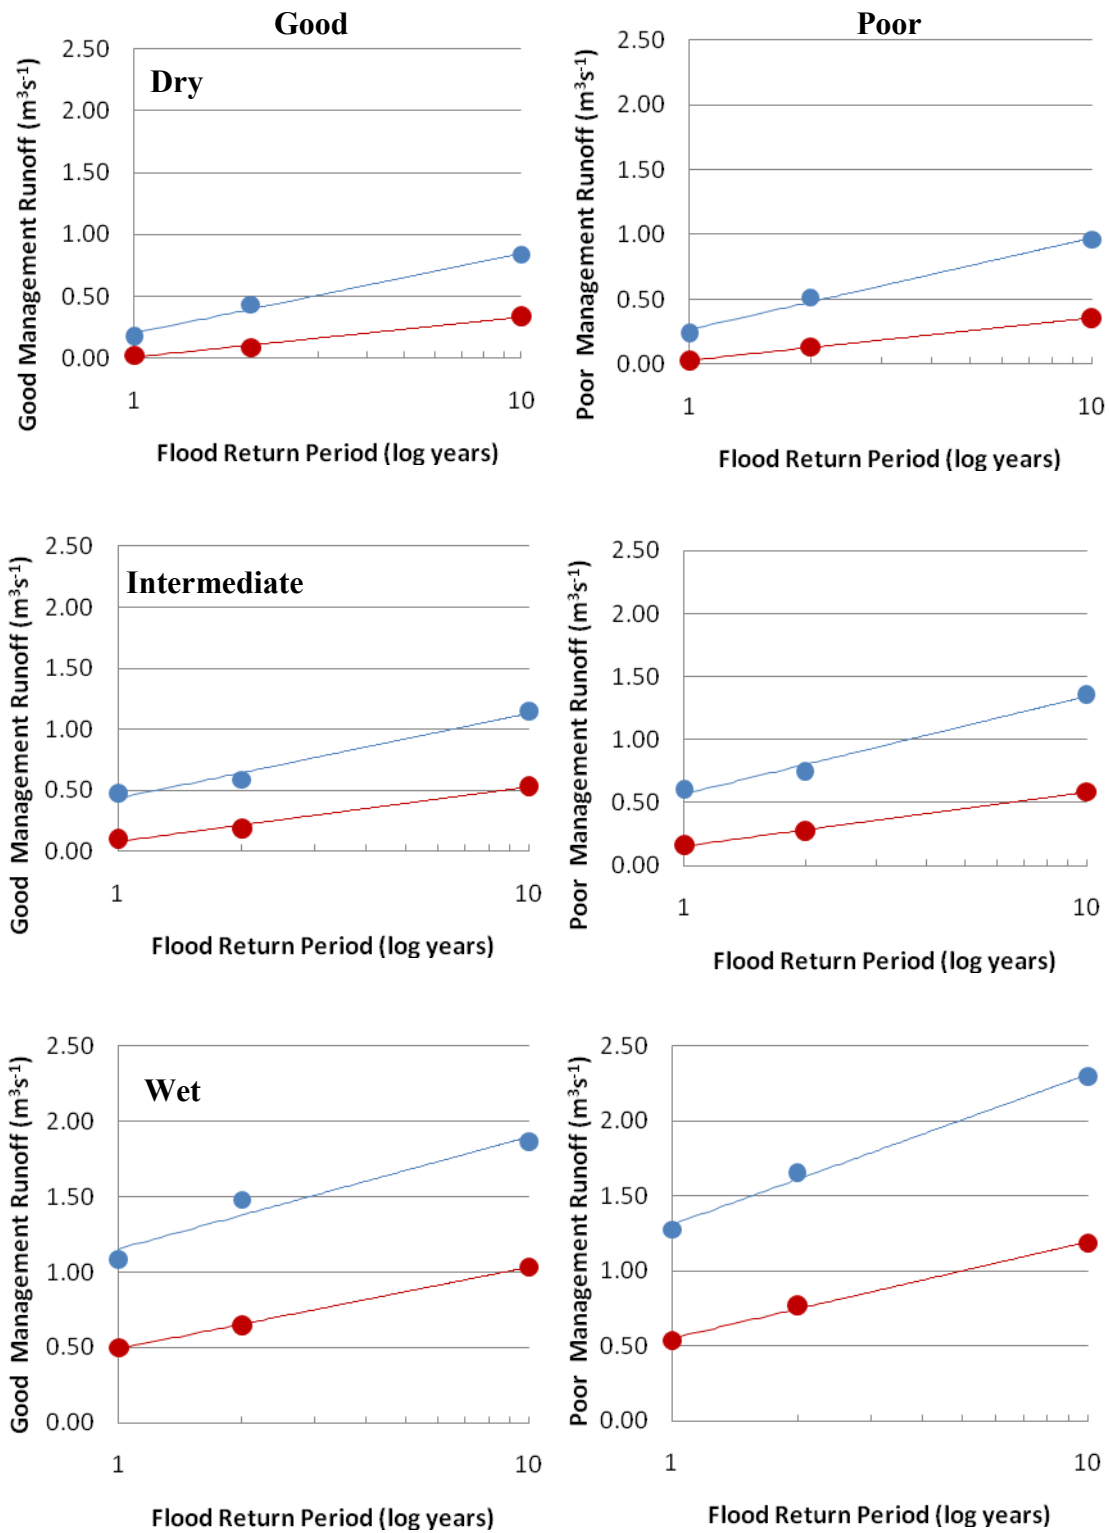 Good
Poor
Good Management Runoff (m³s⁻¹)
Dry
2.50
2.00
1.50
1.00
0.50
0.00
1
10
Flood Return Period (log years)
Poor Management Runoff (m³s⁻¹)
2.50
2.00
1.50
1.00
0.50
0.00
1
10
Flood Return Period (log years)
Good Management Runoff (m³s⁻¹)
Intermediate
2.50
2.00
1.50
1.00
0.50
0.00
1
10
Flood Return Period (log years)
Poor Management Runoff (m³s⁻¹)
2.50
2.00
1.50
1.00
0.50
0.00
1
10
Flood Return Period (log years)
Good Management Runoff (m³s⁻¹)
Wet
2.50
2.00
1.50
1.00
0.50
0.00
1
10
Flood Return Period (log years)
Poor Management Runoff (m³s⁻¹)
2.50
2.00
1.50
1.00
0.50
0.00
1
10
Flood Return Period (log years)